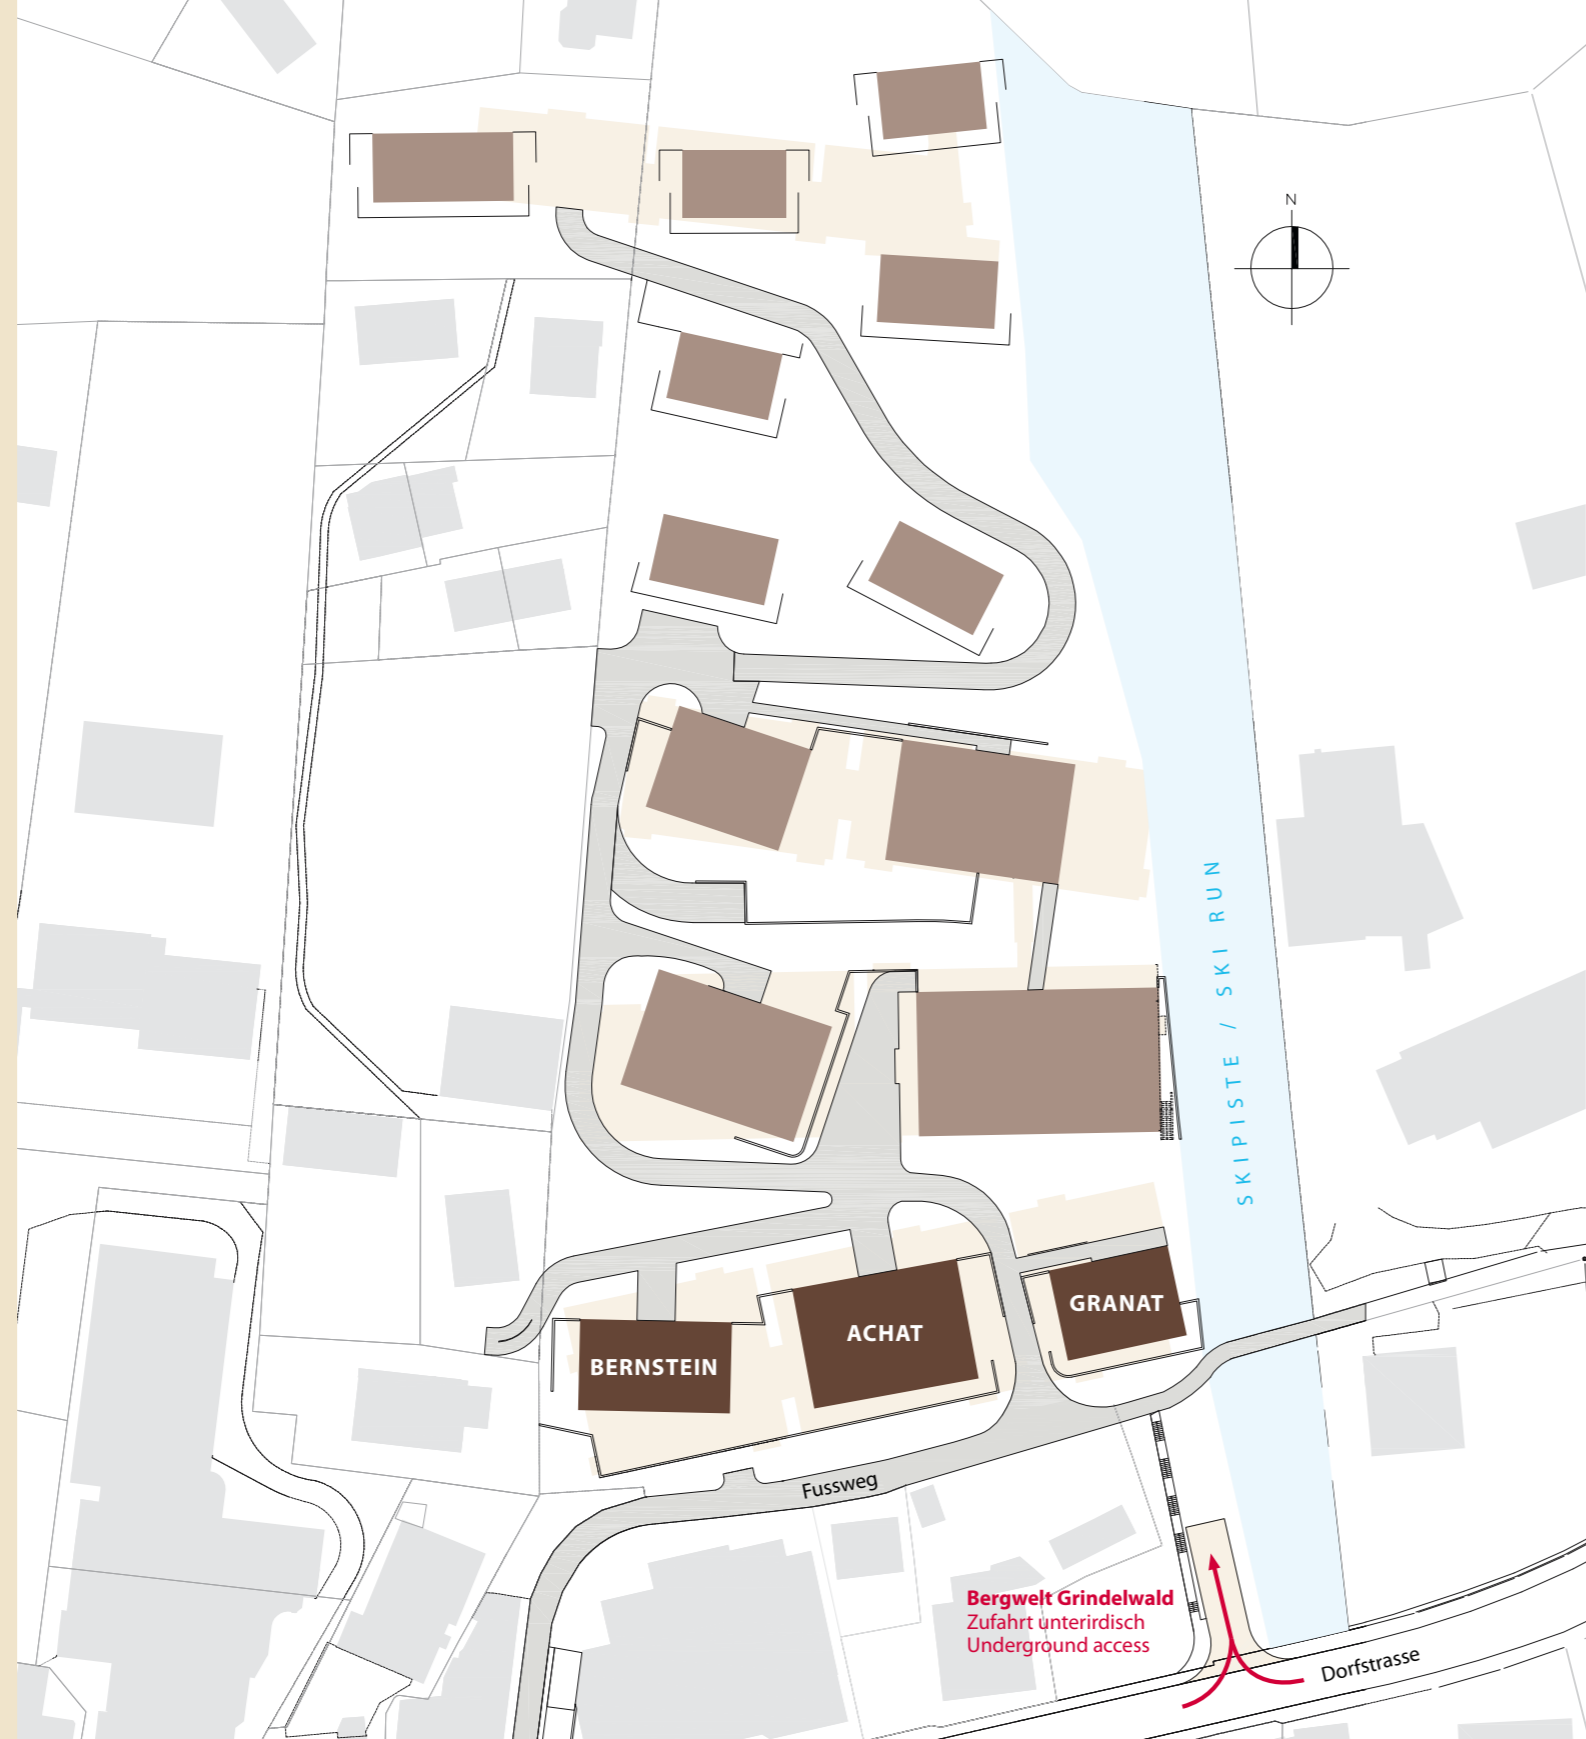 N
SKIPISTE / SKI RUN
GRANAT
ACHAT
BERNSTEIN
Fussweg
Bergwelt Grindelwald
Zufahrt unterirdisch
Underground access
Dorfstrasse